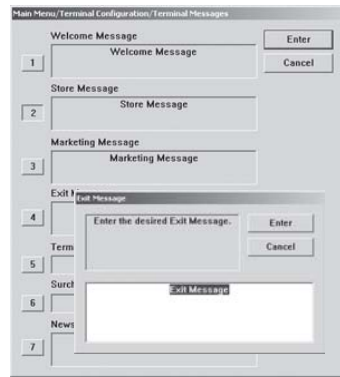 Main Menu/Terminal Configuration/Terminal Messages
Welcome Message
1
Welcome Message
Enter
Cancel
Store Message
2
Store Message
Marketing Message
3
Marketing Message
Exit
4
Exit Message
Enter the desired Exit Message.
Enter
Cancel
Exit Message
Term
5
Surch
6
News
7